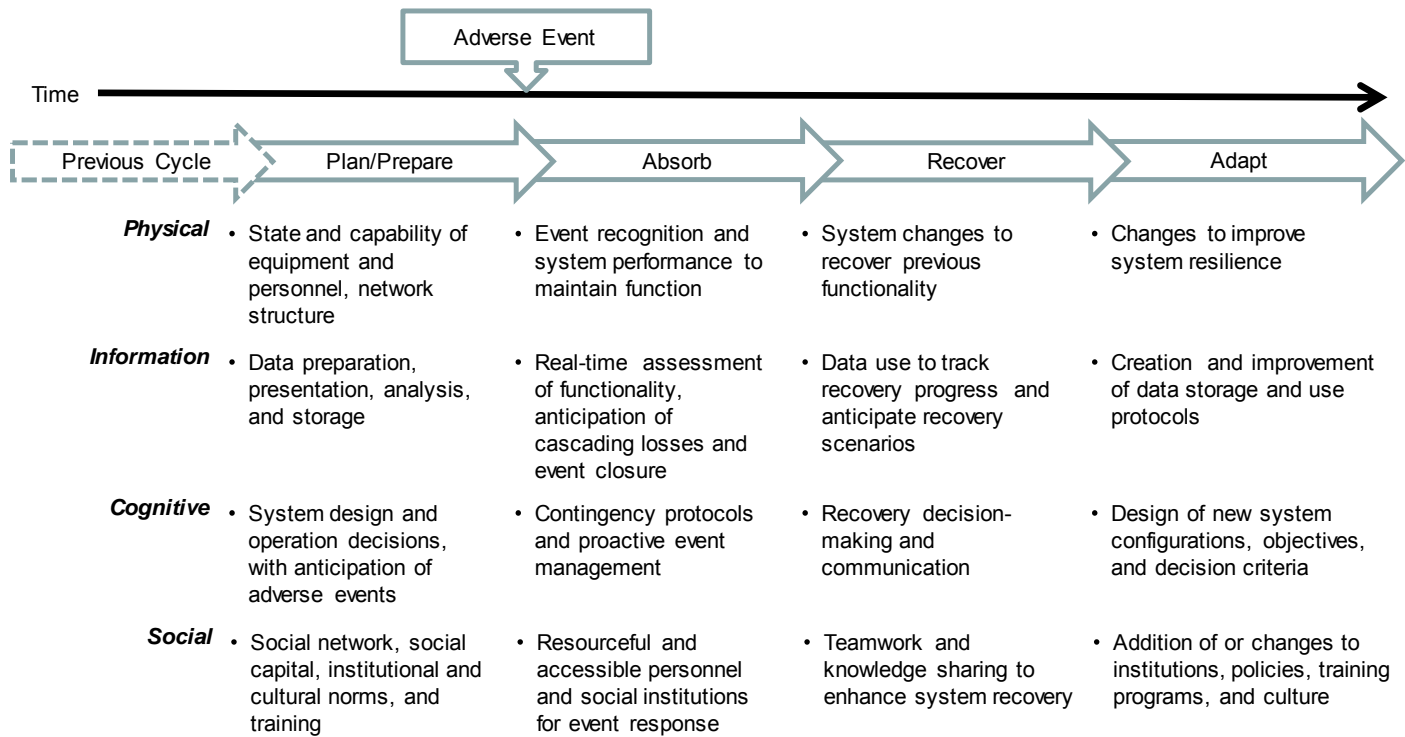 Adverse Event
Time
Previous Cycle
Plan/Prepare
Absorb
Recover
Adapt
Physical
• State and capability of
equipment and
personnel, network
structure
• Event recognition and
system performance to
maintain function
• System changes to
recover previous
functionality
• Changes to improve
system resilience
Information
• Data preparation,
presentation, analysis,
and storage
• Real-time assessment
of functionality,
anticipation of
cascading losses and
event closure
• Data use to track
recovery progress and
anticipate recovery
scenarios
• Creation and improvement
of data storage and use
protocols
Cognitive
• System design and
operation decisions,
with anticipation of
adverse events
• Contingency protocols
and proactive event
management
• Recovery decision-
making and
communication
• Design of new system
configurations, objectives,
and decision criteria
Social
• Social network, social
capital, institutional and
cultural norms, and
training
• Resourceful and
accessible personnel
and social institutions
for event response
• Teamwork and
knowledge sharing to
enhance system recovery
• Addition of or changes to
institutions, policies, training
programs, and culture